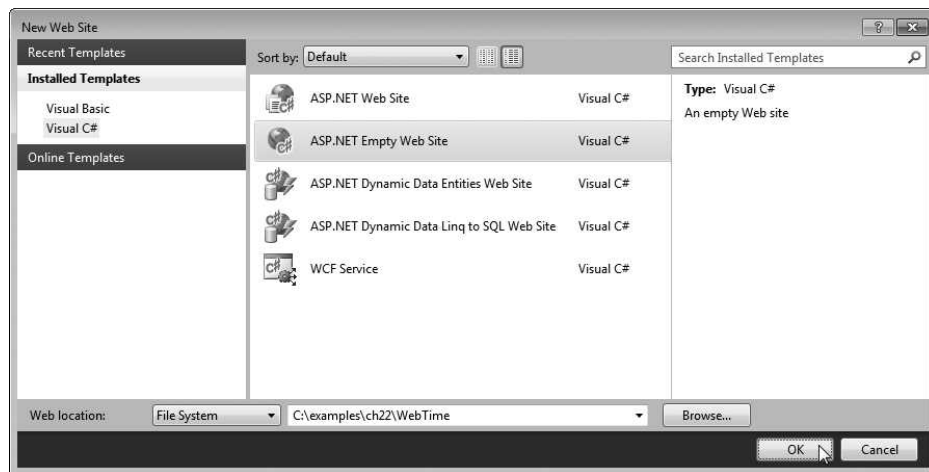 New Web Site
Recent Templates
Installed Templates
Visual Basic
Visual C#
Online Templates
Sort by: Default
ASP.NET Web Site Visual C#
ASP.NET Empty Web Site Visual C#
ASP.NET Dynamic Data Entities Web Site Visual C#
ASP.NET Dynamic Data Linq to SQL Web Site Visual C#
WCF Service Visual C#
Search Installed Templates
Type: Visual C#
An empty Web site
Web location: File System C:\examples\ch22\WebTime Browse...
OK Cancel